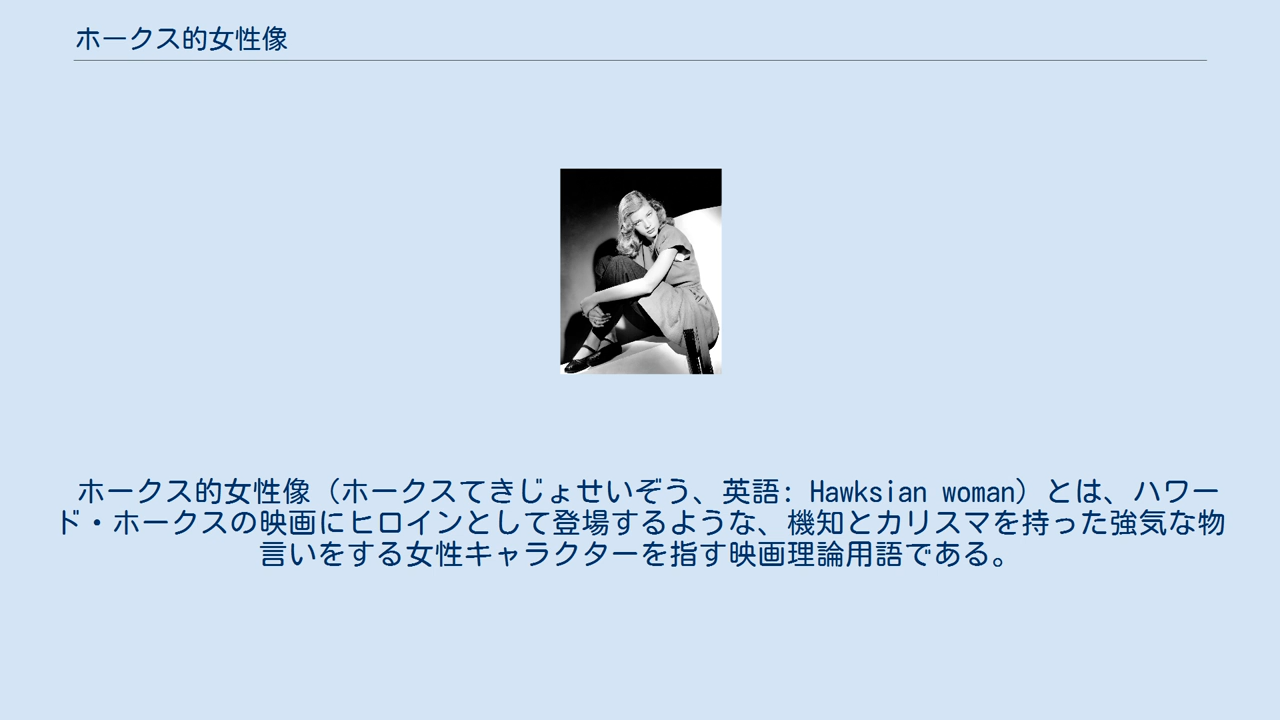 ホークス的女性像
ホークス的女性像（ホークスてきじょせいぞう、英語: Hawksian woman）とは、ハワー
ド・ホークスの映画にヒロインとして登場するような、機知とカリスマを持った強気な物
言いをする女性キャラクターを指す映画理論用語である。